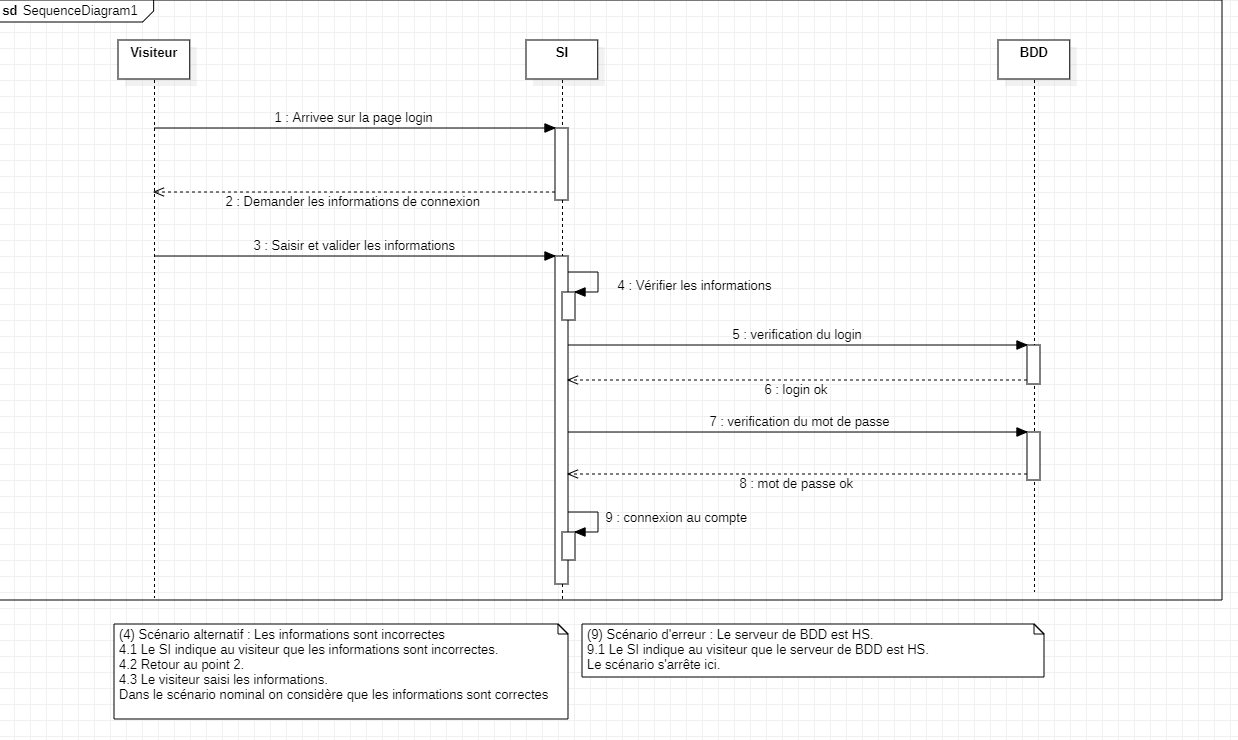 sd SequenceDiagram1
Visiteur
SI
BDD
1 : Arrivee sur la page login
2 : Demander les informations de connexion
3 : Saisir et valider les informations
4 : Vérifier les informations
5 : verification du login
6 : login ok
7 : verification du mot de passe
8 : mot de passe ok
9 : connexion au compte
(4) Scénario alternatif : Les informations sont incorrectes
4.1 Le SI indique au visiteur que les informations sont incorrectes.
4.2 Retour au point 2.
4.3 Le visiteur saisi les informations.
Dans le scénario nominal on considère que les informations sont correctes
(9) Scénario d'erreur : Le serveur de BDD est HS.
9.1 Le SI indique au visiteur que le serveur de BDD est HS.
Le scénario s'arrête ici.